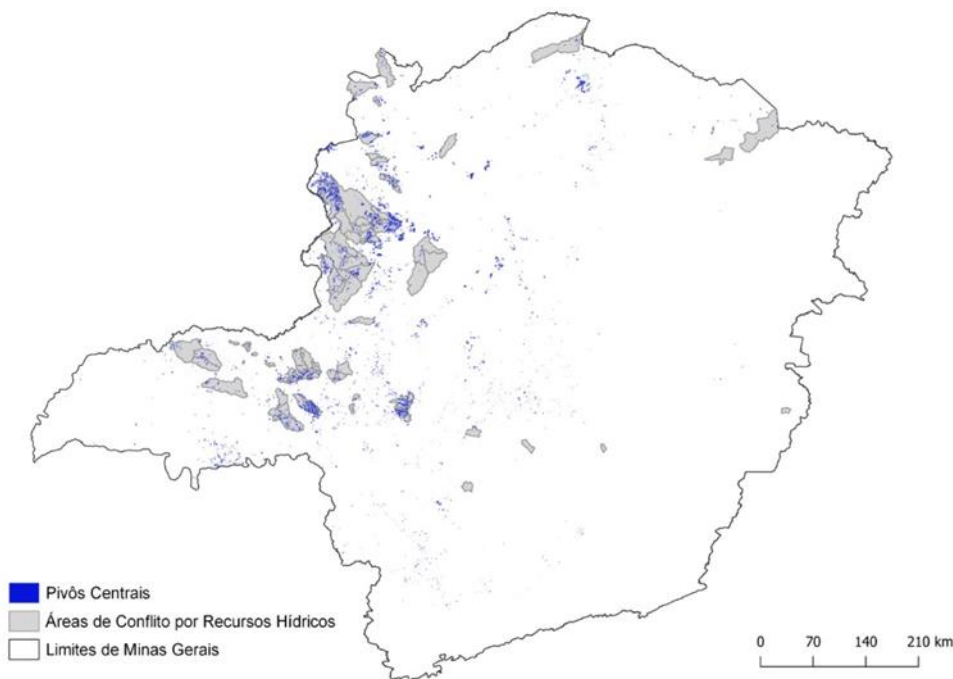 Pivôs Centrais
Áreas de Conflito por Recursos Hídricos
Limites de Minas Gerais
0 70 140 210 km